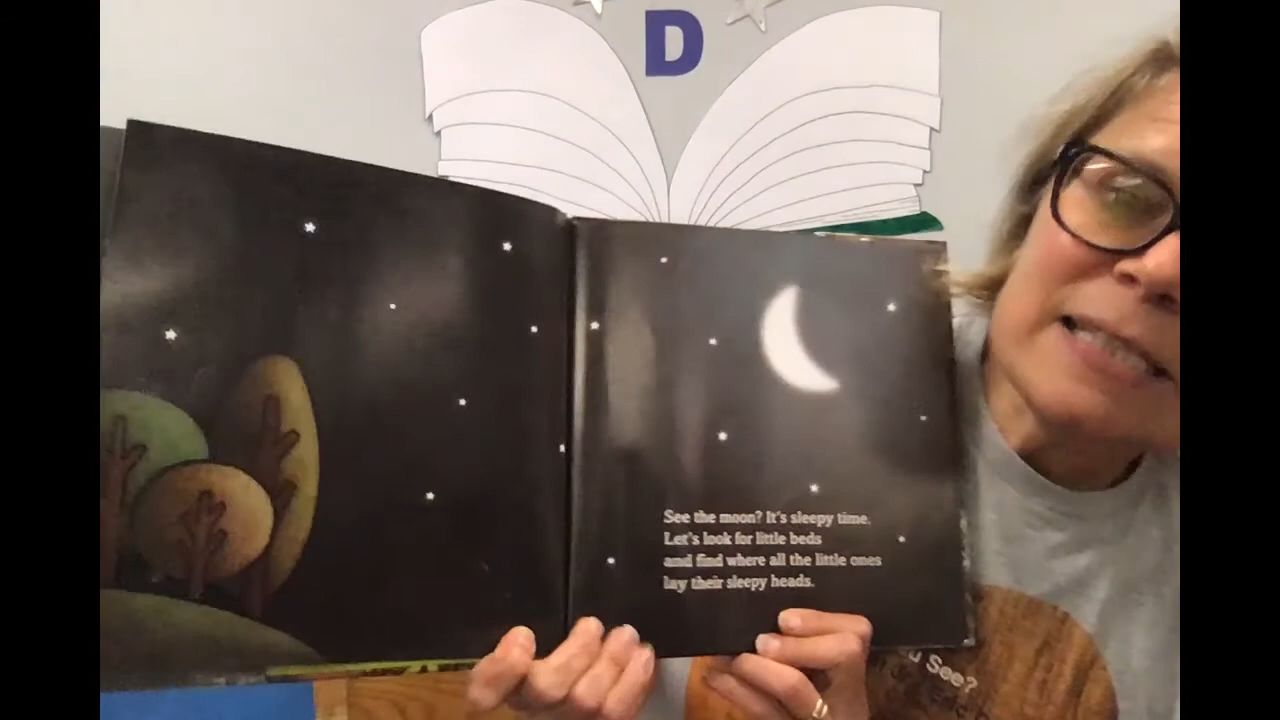 D
See the moon? It's sleepy time.
Let's look for little beds
and find where all the little ones
lay their sleepy heads.
See?